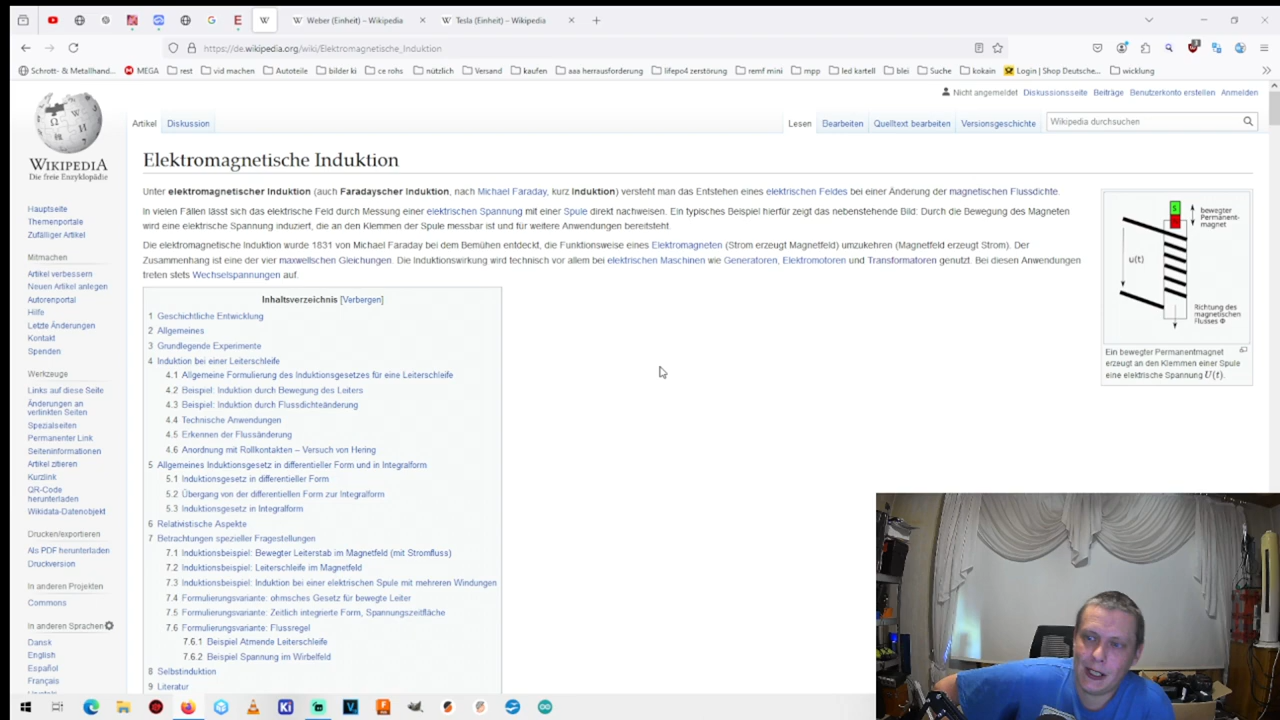 Weber (Einheit) – Wikipedia
Tesla (Einheit) – Wikipedia
https://de.wikipedia.org/wiki/Elektromagnetische_Induktion
Schrott- & Metallhand... MEGA rest vid machen Autoteile bilder ki ce rohs nützlich Versand kaufen aaa herrausforderung lifepo4 zerstörung remf mini mpp led kartell blei Suche kokain Login | Shop Deutsche... wicklung
Nicht angemeldet Diskussionsseite Beiträge Benutzerkonto erstellen Anmelden
Artikel Diskussion Lesen Bearbeiten Quelltext bearbeiten Versionsgeschichte Wikipedia durchsuchen
WIKIPEDIA
Die freie Enzyklopädie
Hauptseite
Themenportale
Zufälliger Artikel
Mitmachen
Artikel verbessern
Neuen Artikel anlegen
Autorenportal
Hilfe
Letzte Änderungen
Kontakt
Spenden
Werkzeuge
Links auf diese Seite
Änderungen an
verlinkten Seiten
Spezialseiten
Permanenter Link
Seiteninformationen
Artikel zitieren
Kurzlink
QR-Code
herunterladen
Wikidata-Datenobjekt
Drucken/exportieren
Als PDF herunterladen
Druckversion
In anderen Projekten
Commons
In anderen Sprachen
Dansk
English
Español
Français
Elektromagnetische Induktion
Unter elektromagnetischer Induktion (auch Faradayscher Induktion, nach Michael Faraday, kurz Induktion) versteht man das Entstehen eines elektrischen Feldes bei einer Änderung der magnetischen Flussdichte.
In vielen Fällen lässt sich das elektrische Feld durch Messung einer elektrischen Spannung mit einer Spule direkt nachweisen. Ein typisches Beispiel hierfür zeigt das nebenstehende Bild: Durch die Bewegung des Magneten
wird eine elektrische Spannung induziert, die an den Klemmen der Spule messbar ist und für weitere Anwendungen bereitsteht.
Die elektromagnetische Induktion wurde 1831 von Michael Faraday bei dem Bemühen entdeckt, die Funktionsweise eines Elektromagneten (Strom erzeugt Magnetfeld) umzukehren (Magnetfeld erzeugt Strom). Der
Zusammenhang ist eine der vier maxwellschen Gleichungen. Die Induktionswirkung wird technisch vor allem bei elektrischen Maschinen wie Generatoren, Elektromotoren und Transformatoren genutzt. Bei diesen Anwendungen
treten stets Wechselspannungen auf.
Inhaltsverzeichnis [Verbergen]
1 Geschichtliche Entwicklung
2 Allgemeines
3 Grundlegende Experimente
4 Induktion bei einer Leiterschleife
4.1 Allgemeine Formulierung des Induktionsgesetzes für eine Leiterschleife
4.2 Beispiel: Induktion durch Bewegung des Leiters
4.3 Beispiel: Induktion durch Flussdichteänderung
4.4 Technische Anwendungen
4.5 Erkennen der Flussänderung
4.6 Anordnung mit Rollkontakten – Versuch von Hering
5 Allgemeines Induktionsgesetz in differentieller Form und in Integralform
5.1 Induktionsgesetz in differentieller Form
5.2 Übergang von der differentiellen Form zur Integralform
5.3 Induktionsgesetz in Integralform
6 Relativistische Aspekte
7 Betrachtungen spezieller Fragestellungen
7.1 Induktionsbeispiel: Bewegter Leiterstab im Magnetfeld (mit Stromfluss)
7.2 Induktionsbeispiel: Leiterschleife im Magnetfeld
7.3 Induktionsbeispiel: Induktion bei einer elektrischen Spule mit mehreren Windungen
7.4 Formulierungsvariante: ohmsches Gesetz für bewegte Leiter
7.5 Formulierungsvariante: Zeitlich integrierte Form, Spannungszeitfläche
7.6 Formulierungsvariante: Flussregel
7.6.1 Beispiel Atmende Leiterschleife
7.6.2 Beispiel Spannung im Wirbelfeld
8 Selbstinduktion
9 Literatur
bewegter
Permanent-
magnet
u(t)
Richtung des
magnetischen
Flusses Φ
Ein bewegter Permanentmagnet
erzeugt an den Klemmen einer Spule
eine elektrische Spannung U(t).